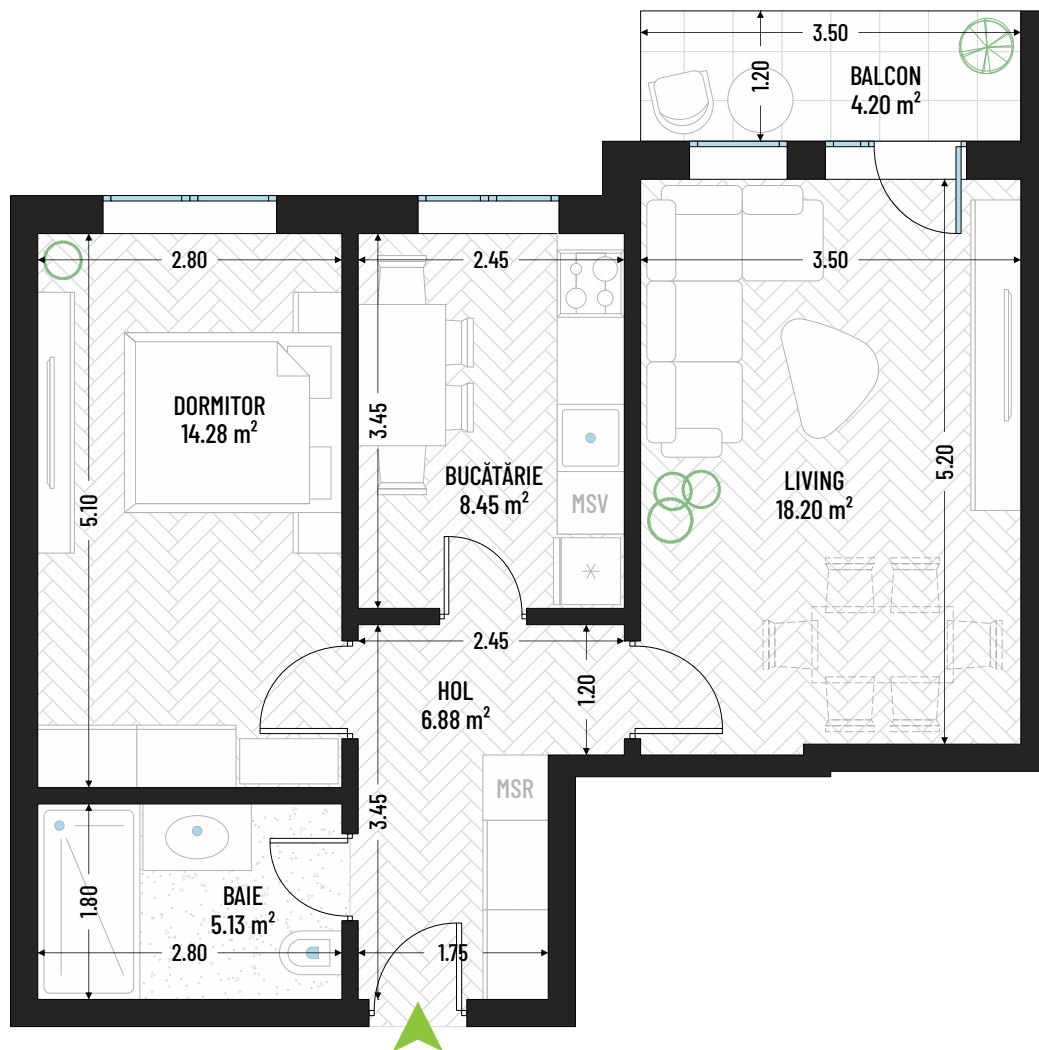 3.50
1.20
BALCON
4.20 m²
2.80
2.45
3.50
DORMITOR
14.28 m²
5.10
3.45
BUCĂTĂRIE
8.45 m²
MSV
5.20
LIVING
18.20 m²
2.45
HOL
6.88 m²
1.20
MSR
3.45
1.80
BAIE
5.13 m²
2.80
1.75